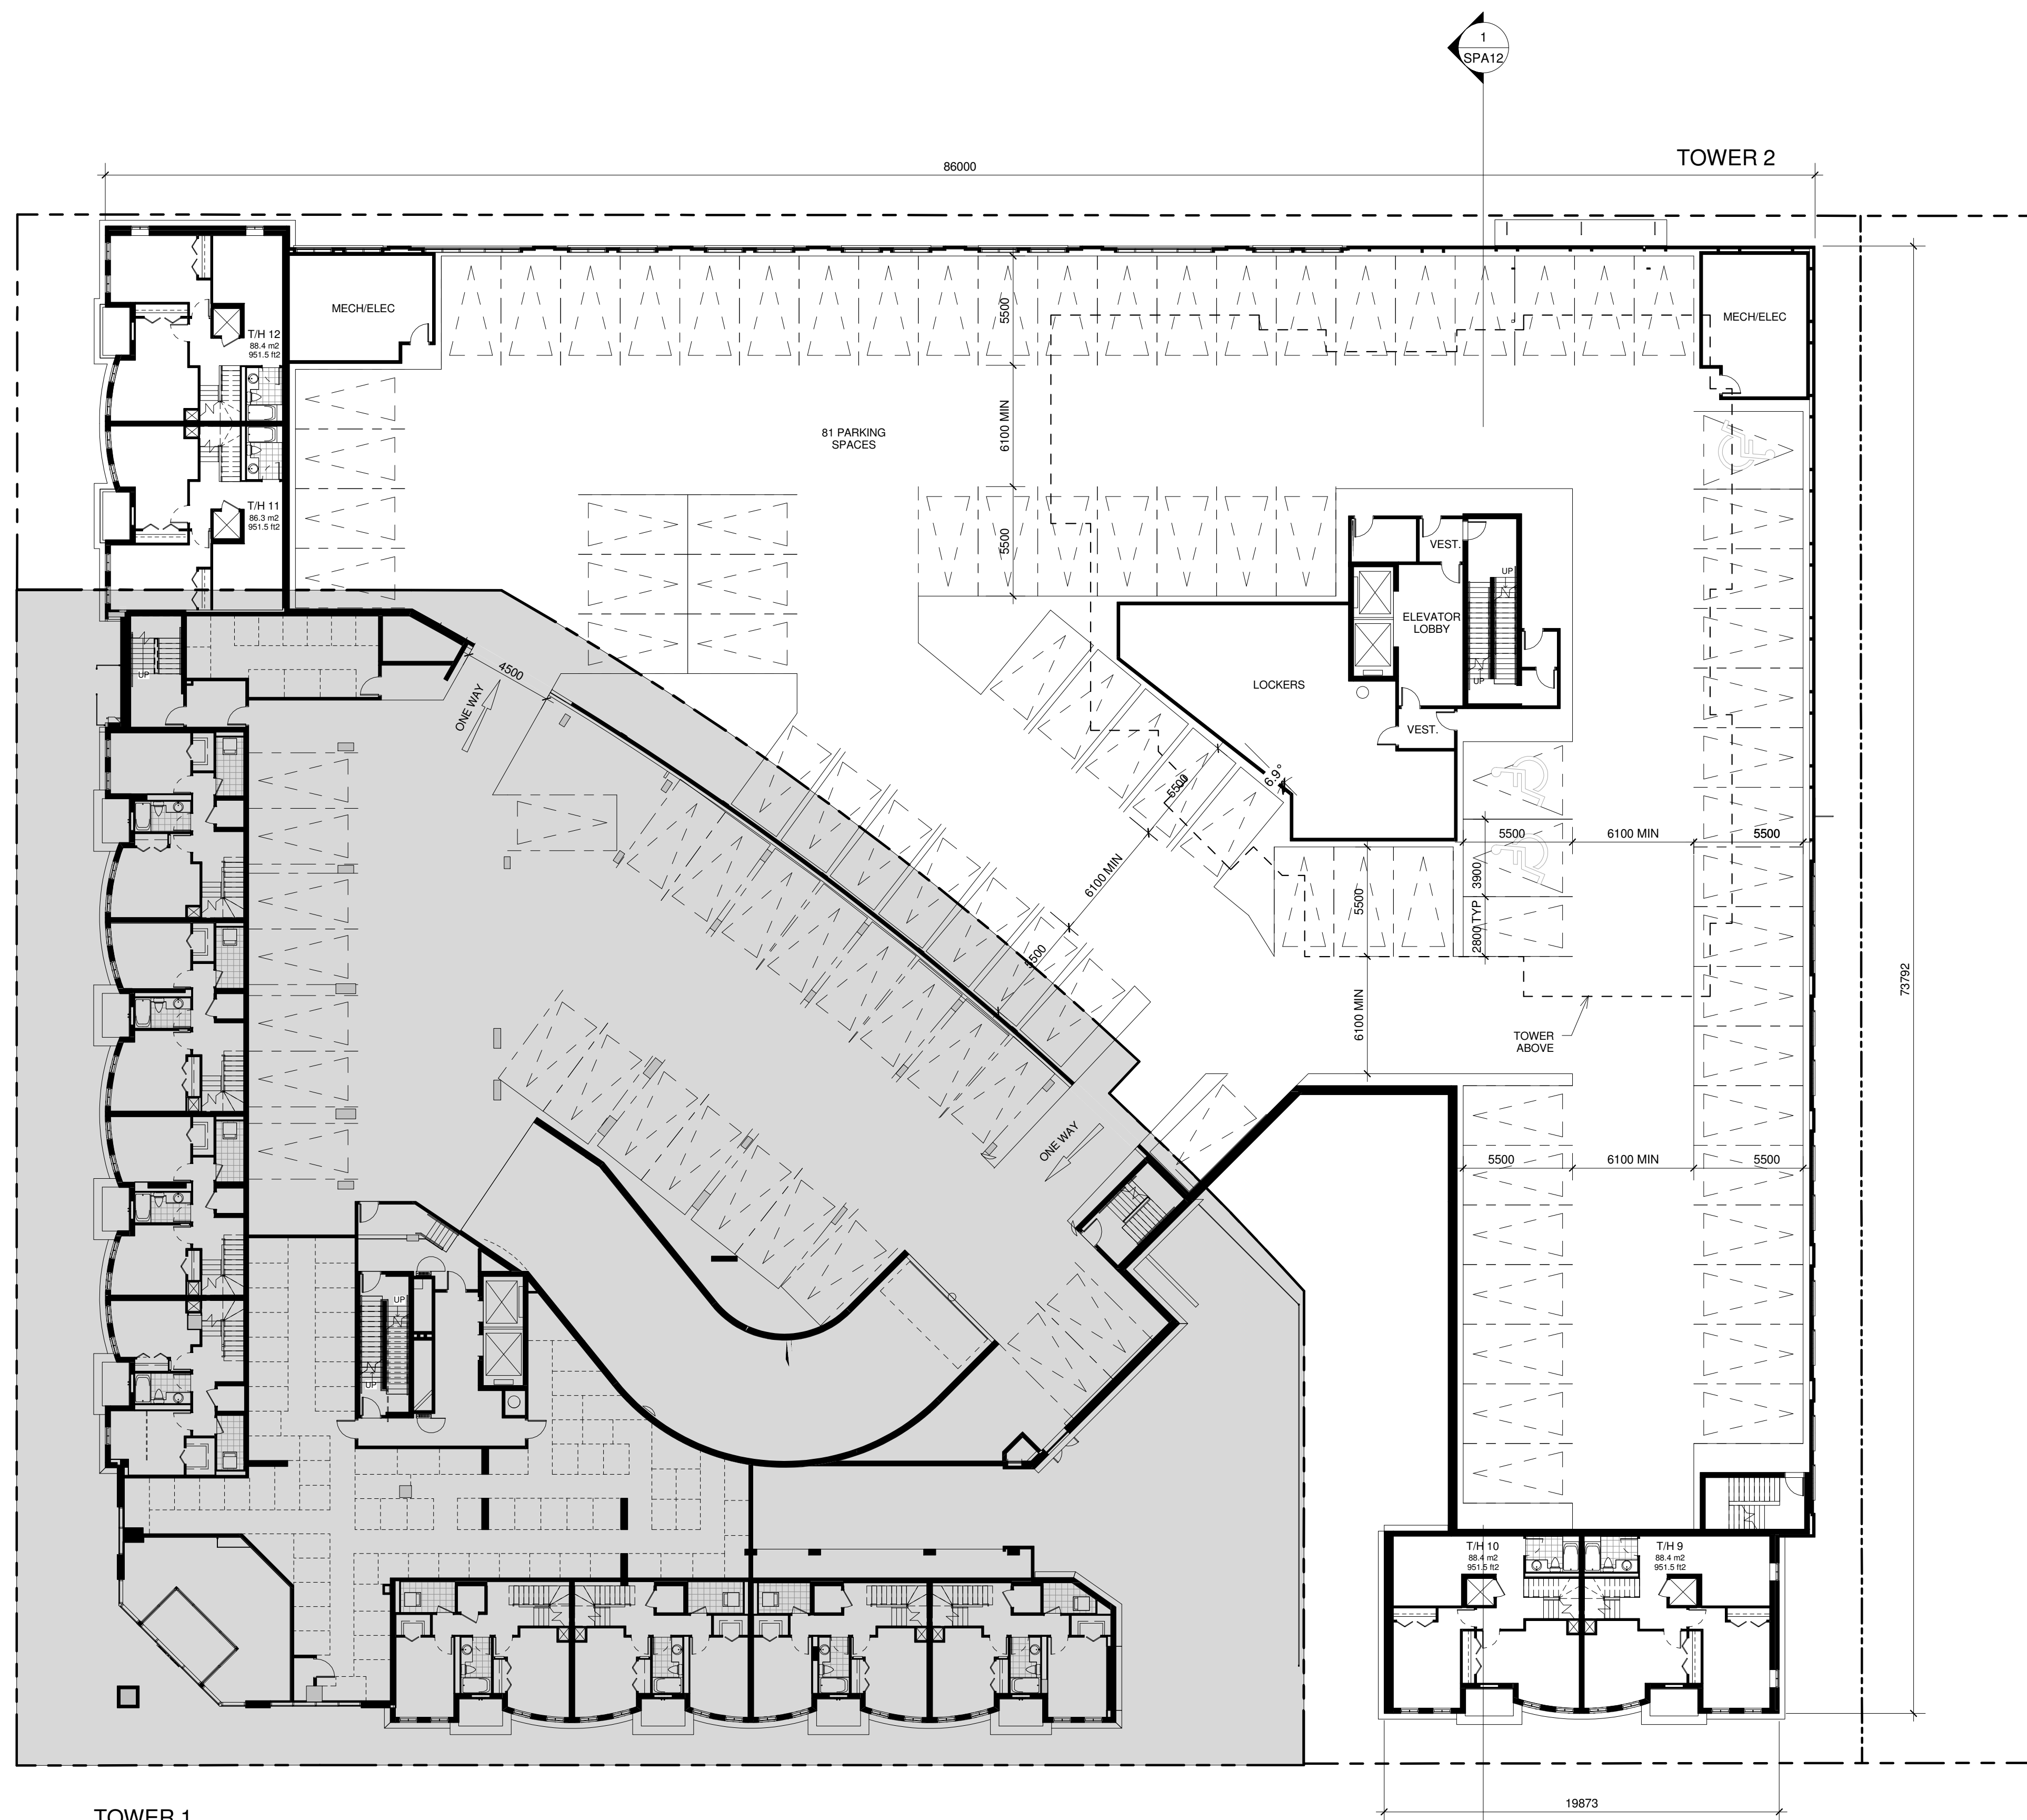 1
SPA12
TOWER 2
86000
MECH/ELEC
MECH/ELEC
5500
T/H 12
88.4 m2
951.5 ft2
6100 MIN
81 PARKING
SPACES
T/H 11
86.3 m2
951.5 ft2
5500
VEST.
UP
ELEVATOR
LOBBY
UP
4500
ONE WAY
LOCKERS
UP
VEST.
6.9°
5500
5500
6100 MIN
5500
6100 MIN
3900
5500
2800 TYP
5500
73792
6100 MIN
TOWER
ABOVE
ONE WAY
5500
6100 MIN
5500
UP
UP
T/H 10
88.4 m2
951.5 ft2
T/H 9
88.4 m2
951.5 ft2
19873
TOWER 1